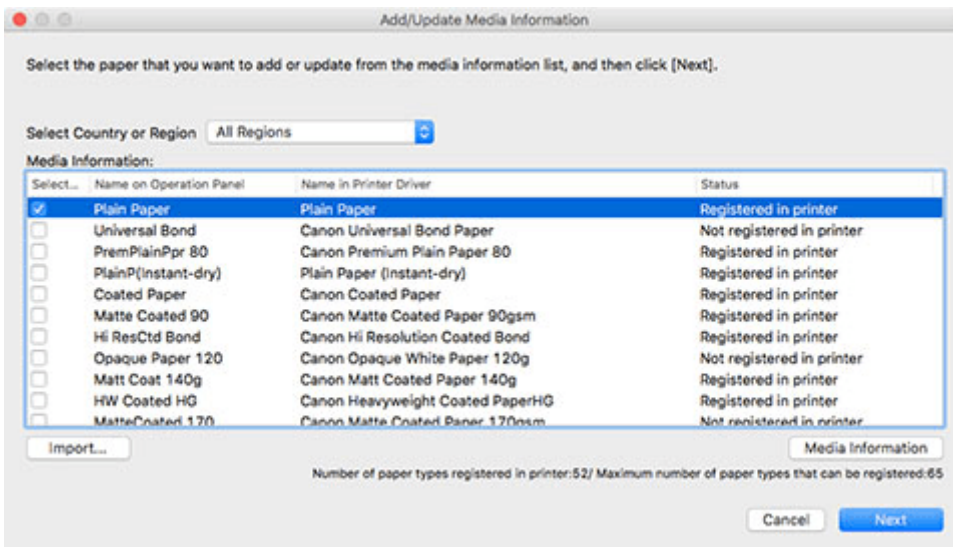 Add/Update Media Information
Select the paper that you want to add or update from the media information list, and then click [Next].
Select Country or Region All Regions
Media Information:
Select... Name on Operation Panel Name in Printer Driver Status
Plain Paper Plain Paper Registered in printer
Universal Bond Canon Universal Bond Paper Not registered in printer
PremPlainPpr 80 Canon Premium Plain Paper 80 Registered in printer
PlainP(Instant-dry) Plain Paper (Instant-dry) Registered in printer
Coated Paper Canon Coated Paper Registered in printer
Matte Coated 90 Canon Matte Coated Paper 90gsm Registered in printer
Hi ResCtd Bond Canon Hi Resolution Coated Bond Registered in printer
Opaque Paper 120 Canon Opaque White Paper 120g Not registered in printer
Matt Coat 140g Canon Matt Coated Paper 140g Registered in printer
HW Coated HG Canon Heavyweight Coated PaperHG Registered in printer
MatteCoated 170 Canon Matte Coated Paper 170gsm Not registered in printer
Import... Media Information
Number of paper types registered in printer:52/ Maximum number of paper types that can be registered:65
Cancel Next